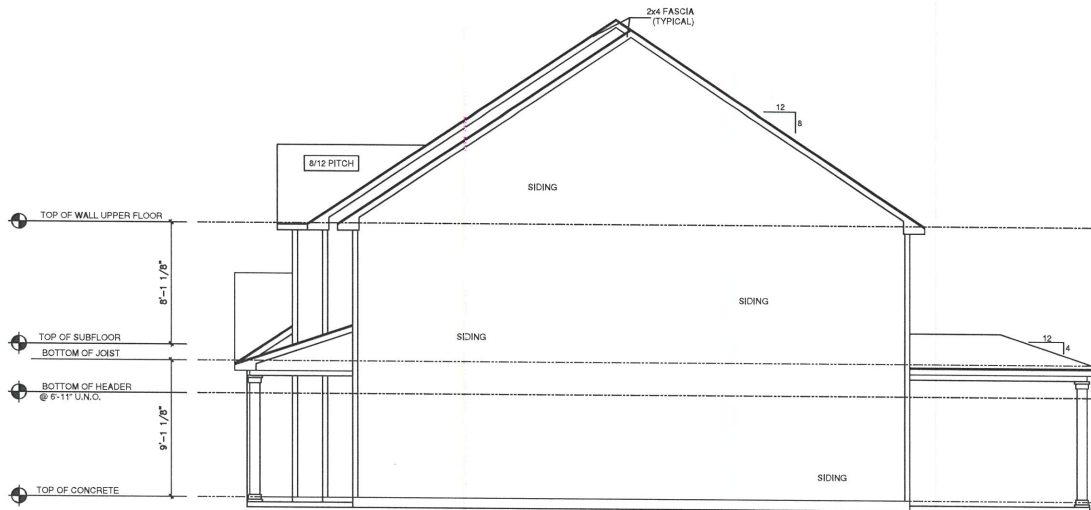 2x4 FASCIA
(TYPICAL)
12
8
8/12 PITCH
SIDING
TOP OF WALL UPPER FLOOR
8'-1 1/8"
SIDING
TOP OF SUBFLOOR
SIDING
12
4
BOTTOM OF JOIST
BOTTOM OF HEADER
@ 6'-11" U.N.O.
9'-1 1/8"
SIDING
TOP OF CONCRETE